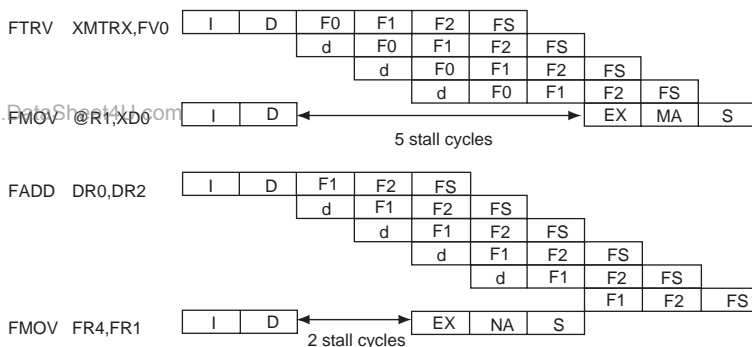 FTRV XMTRX,FV0 I D F0 F1 F2 FS
d F0 F1 F2 FS
d F0 F1 F2 FS
d F0 F1 F2 FS
.DataSheet4U.com
FMOV @R1,XD0 I D EX MA S
5 stall cycles
FADD DR0,DR2 I D F1 F2 FS
d F1 F2 FS
d F1 F2 FS
d F1 F2 FS
d F1 F2 FS
F1 F2 FS
FMOV FR4,FR1 I D EX NA S
2 stall cycles